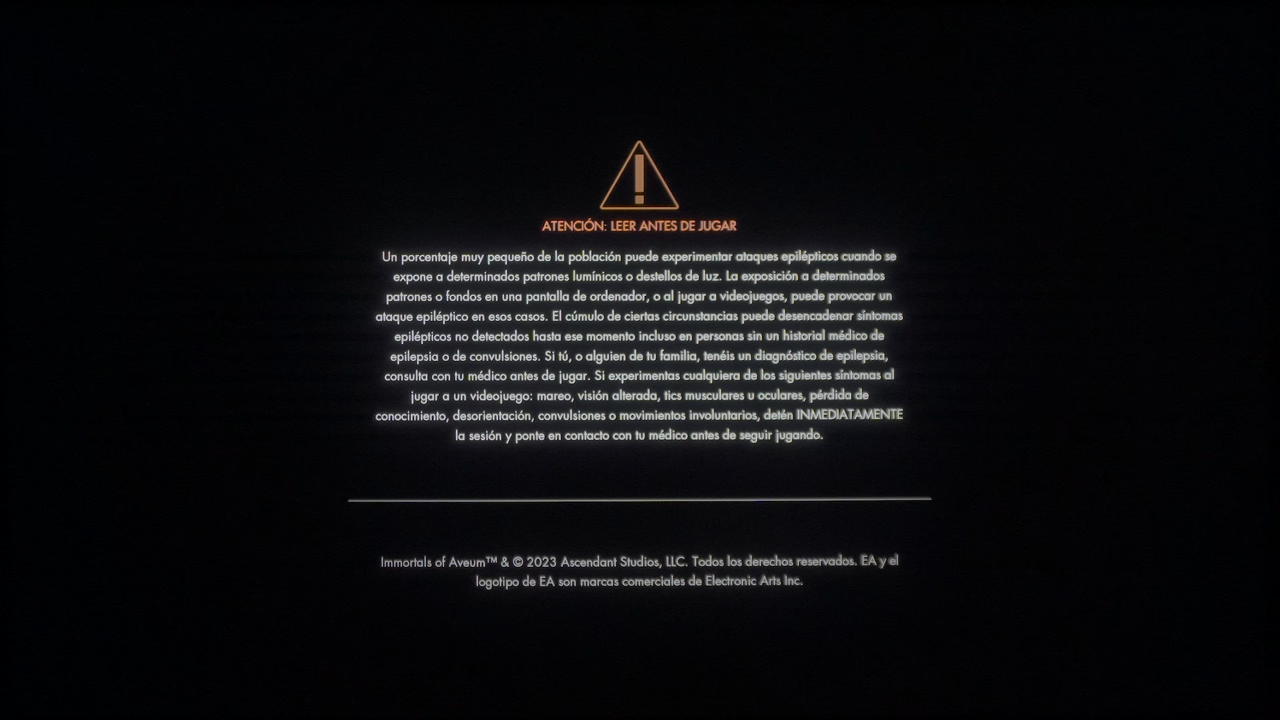 ATENCIÓN: LEER ANTES DE JUGAR
Un porcentaje muy pequeño de la población puede experimentar ataques epilépticos cuando se
expone a determinados patrones lumínicos o destellos de luz. La exposición a determinados
patrones o fondos en una pantalla de ordenador, o al jugar a videojuegos, puede provocar un
ataque epiléptico en esos casos. El cúmulo de ciertas circunstancias puede desencadenar síntomas
epilépticos no detectados hasta ese momento incluso en personas sin un historial médico de
epilepsia o de convulsiones. Si tú, o alguien de tu familia, tenéis un diagnóstico de epilepsia,
consulta con tu médico antes de jugar. Si experimentas cualquiera de los siguientes síntomas al
jugar a un videojuego: mareo, visión alterada, tics musculares u oculares, pérdida de
conocimiento, desorientación, convulsiones o movimientos involuntarios, detén INMEDIATAMENTE
la sesión y ponte en contacto con tu médico antes de seguir jugando.
Immortals of Aveum™ & © 2023 Ascendant Studios, LLC. Todos los derechos reservados. EA y el
logotipo de EA son marcas comerciales de Electronic Arts Inc.